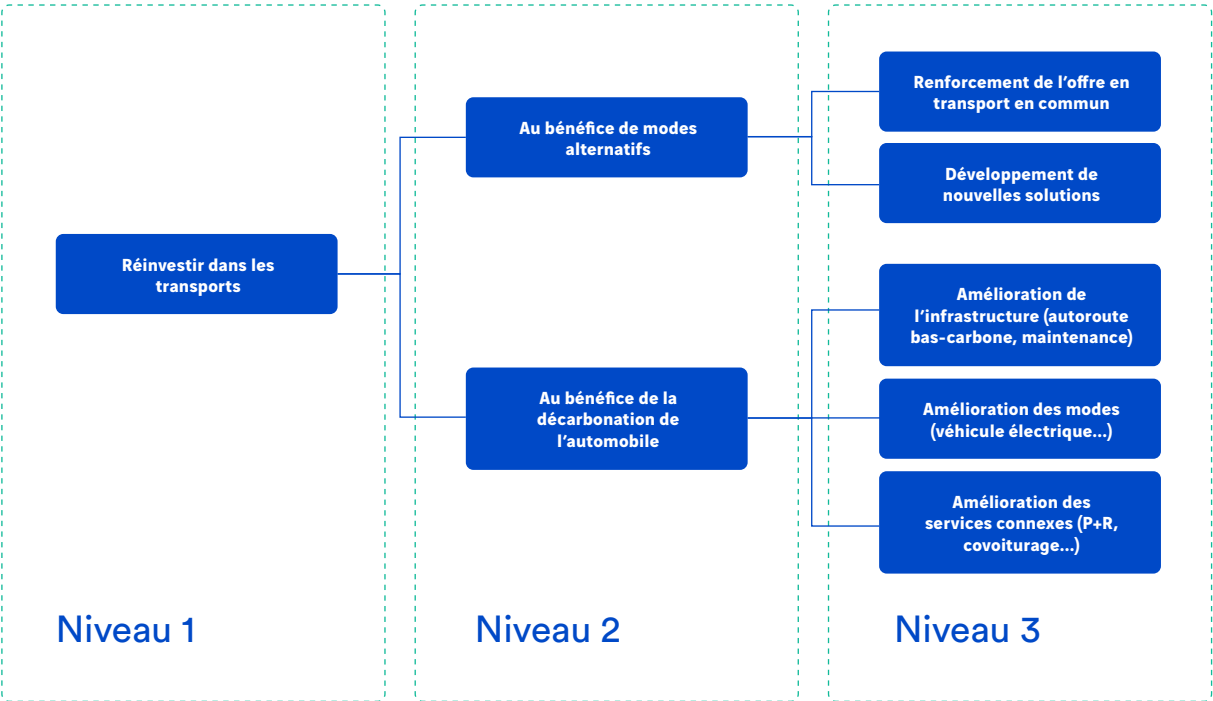 Réinvestir dans les
transports
Niveau 1
Au bénéfice de modes
alternatifs
Au bénéfice de la
décarbonation de
l'automobile
Niveau 2
Renforcement de l'offre en
transport en commun
Développement de
nouvelles solutions
Amélioration de
l'infrastructure (autoroute
bas-carbone, maintenance)
Amélioration des modes
(véhicule électrique...)
Amélioration des
services connexes (P+R,
covoiturage...)
Niveau 3